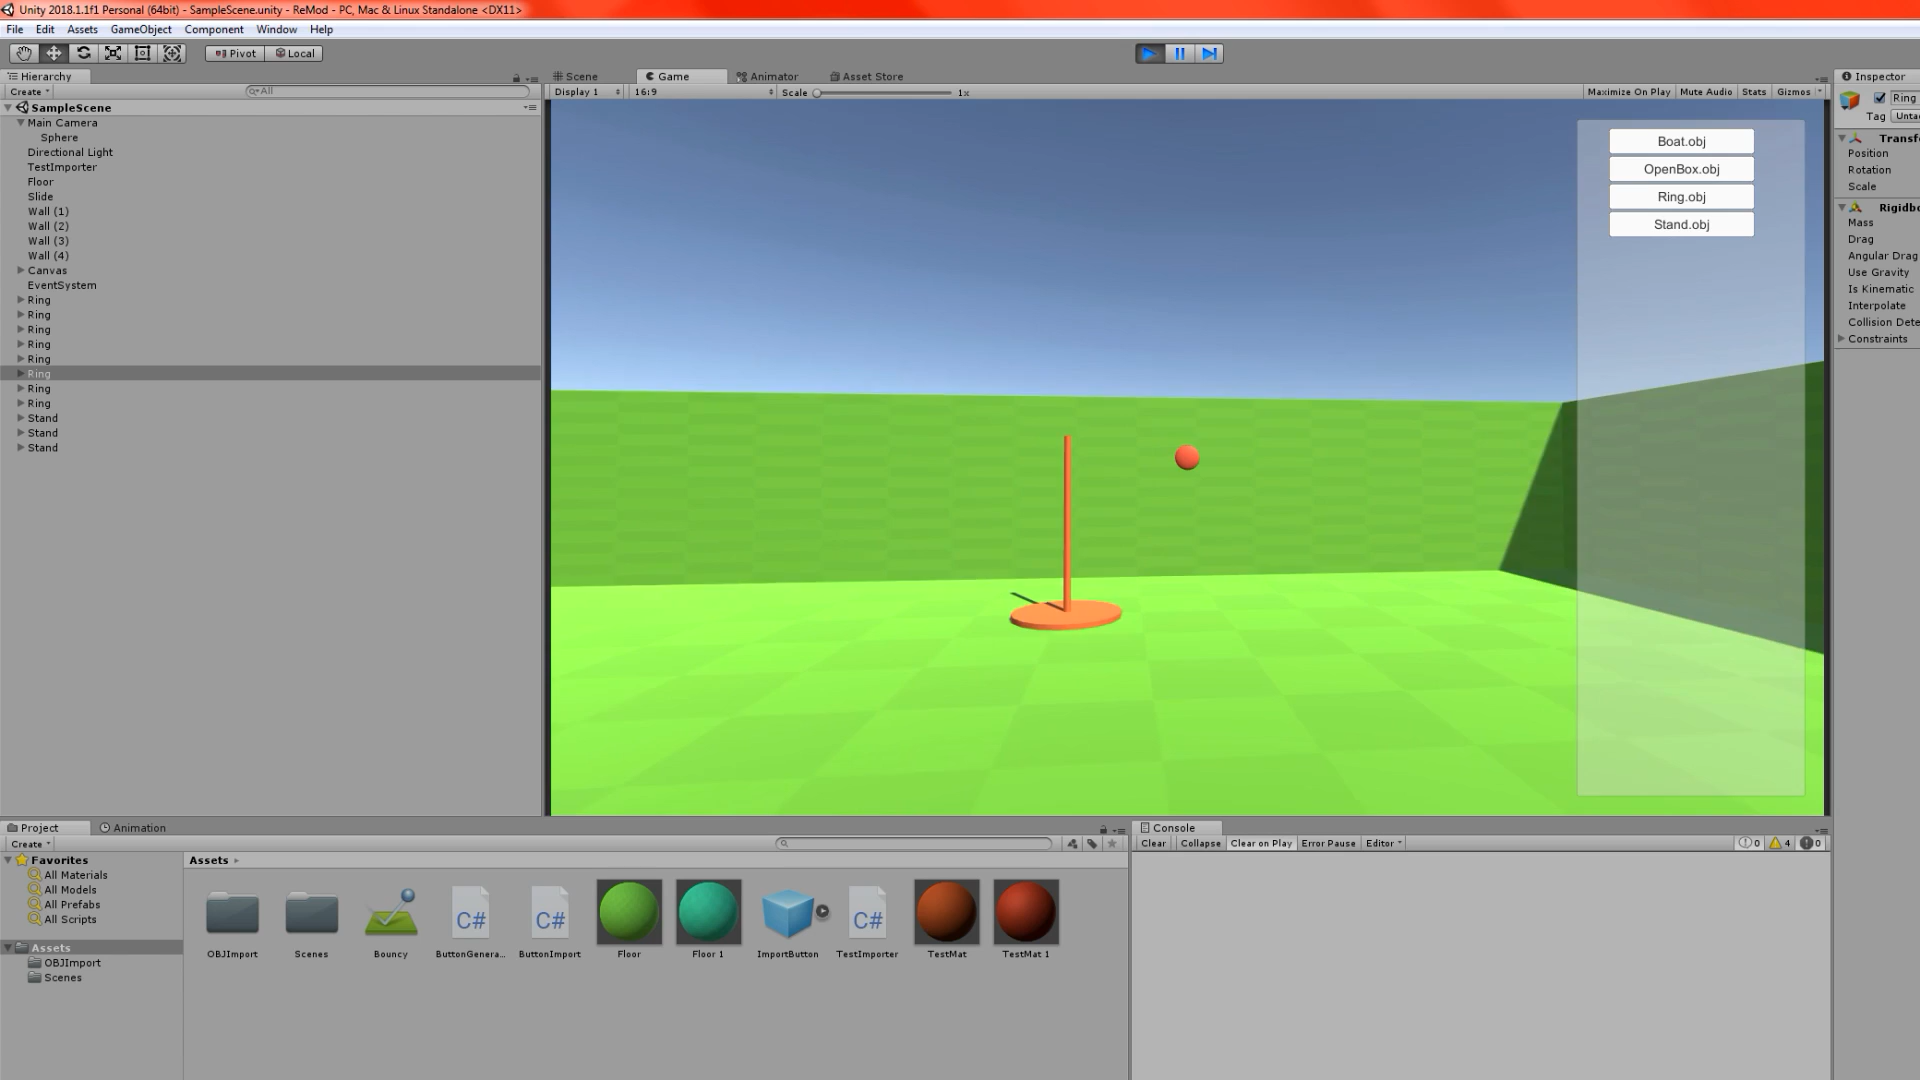 Unity 2018.1.1f1 Personal (64bit) - SampleScene.unity - ReMod - PC, Mac & Linux Standalone <DX11>
File Edit Assets GameObject Component Window Help
Pivot Local
Hierarchy
Create All
SampleScene
Main Camera
Sphere
Directional Light
TestImporter
Floor
Slide
Wall (1)
Wall (2)
Wall (3)
Wall (4)
Canvas
EventSystem
Ring
Ring
Ring
Ring
Ring
Ring
Ring
Ring
Stand
Stand
Stand
Scene Game Animator Asset Store
Display 1 16:9 Scale 1x Maximize On Play Mute Audio Stats Gizmos
Boat.obj
OpenBox.obj
Ring.obj
Stand.obj
Inspector
Ring
Tag Unta
Transf
Position
Rotation
Scale
Rigidbo
Mass
Drag
Angular Drag
Use Gravity
Is Kinematic
Interpolate
Collision Dete
Constraints
Project Animation
Create
Favorites
All Materials
All Models
All Prefabs
All Scripts
Assets
OBJImport
Scenes
Assets
C# C# C#
OBJImport Scenes Bouncy ButtonGenera... ButtonImport Floor Floor 1 ImportButton TestImporter TestMat TestMat 1
Console
Clear Collapse Clear on Play Error Pause Editor 0 4 0